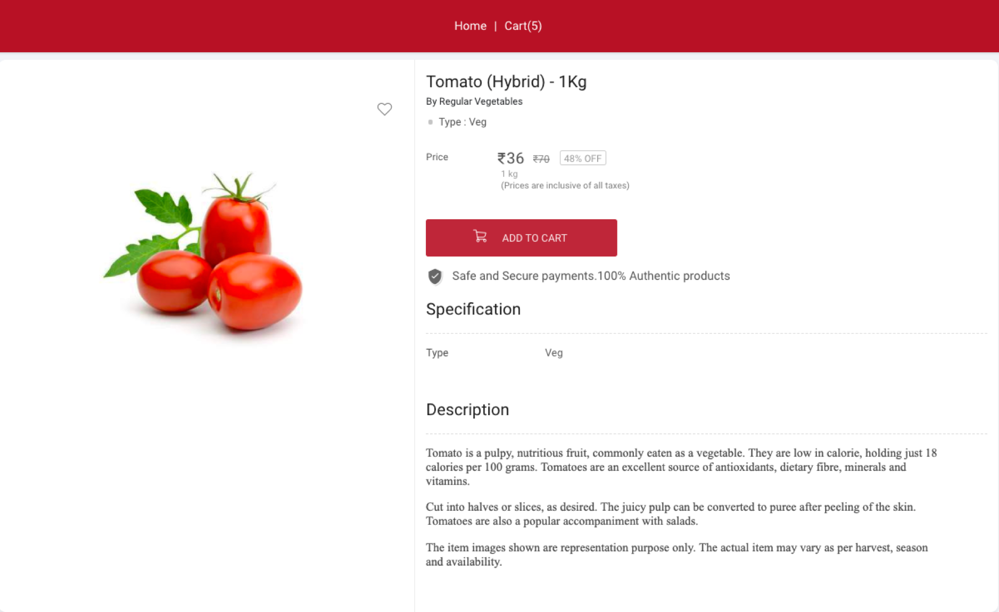 Home | Cart(5)
Tomato (Hybrid) - 1Kg
By Regular Vegetables
Type : Veg
Price ₹36 ₹70 48% OFF
1 kg
(Prices are inclusive of all taxes)
ADD TO CART
Safe and Secure payments.100% Authentic products
Specification
Type Veg
Description
Tomato is a pulpy, nutritious fruit, commonly eaten as a vegetable. They are low in calorie, holding just 18
calories per 100 grams. Tomatoes are an excellent source of antioxidants, dietary fibre, minerals and
vitamins.
Cut into halves or slices, as desired. The juicy pulp can be converted to puree after peeling of the skin.
Tomatoes are also a popular accompaniment with salads.
The item images shown are representation purpose only. The actual item may vary as per harvest, season
and availability.